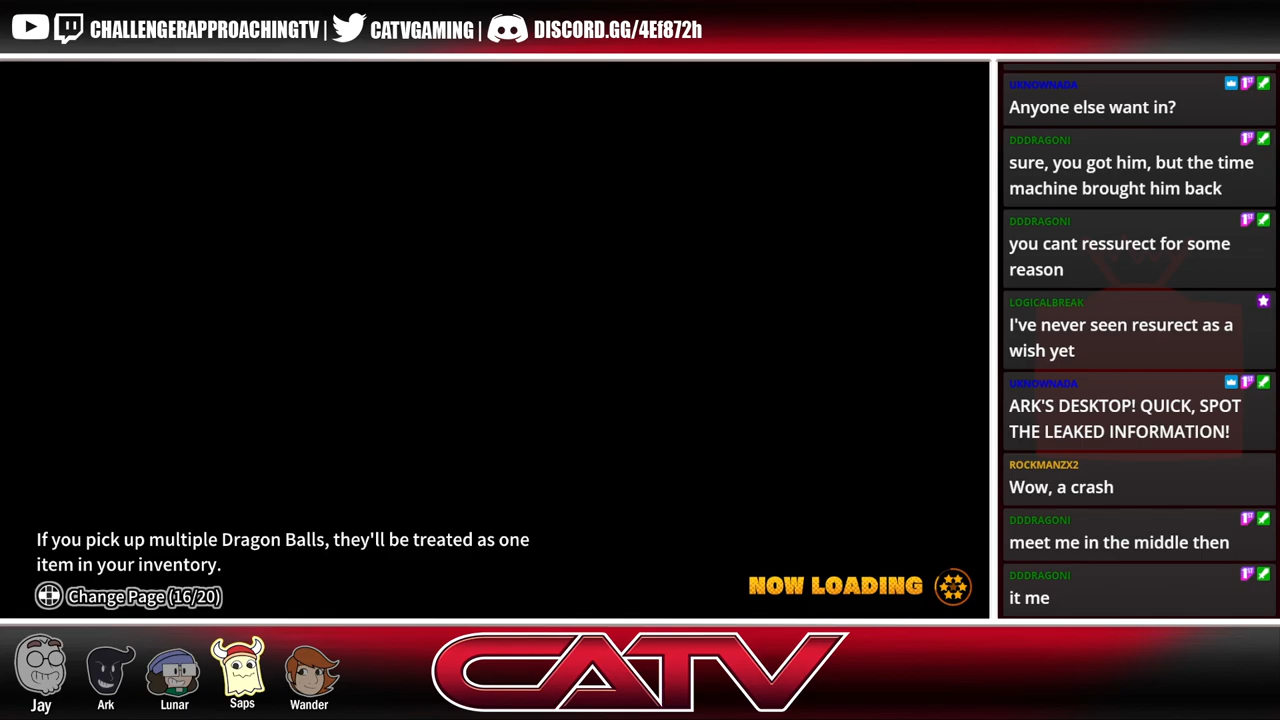 CHALLENGERAPPROACHINGTV | CATVGAMING | DISCORD.GG/4Ef872h
UKNOWNADA
Anyone else want in?
DDDRAGONI
sure, you got him, but the time
machine brought him back
DDDRAGONI
you cant ressurect for some
reason
LOGICALBREAK
I've never seen resurect as a
wish yet
UKNOWNADA
ARK'S DESKTOP! QUICK, SPOT
THE LEAKED INFORMATION!
ROCKMANZX2
Wow, a crash
DDDRAGONI
meet me in the middle then
DDDRAGONI
it me
If you pick up multiple Dragon Balls, they'll be treated as one
item in your inventory.
Change Page (16/20)
NOW LOADING
Jay
Ark
Lunar
Saps
Wander
CATV